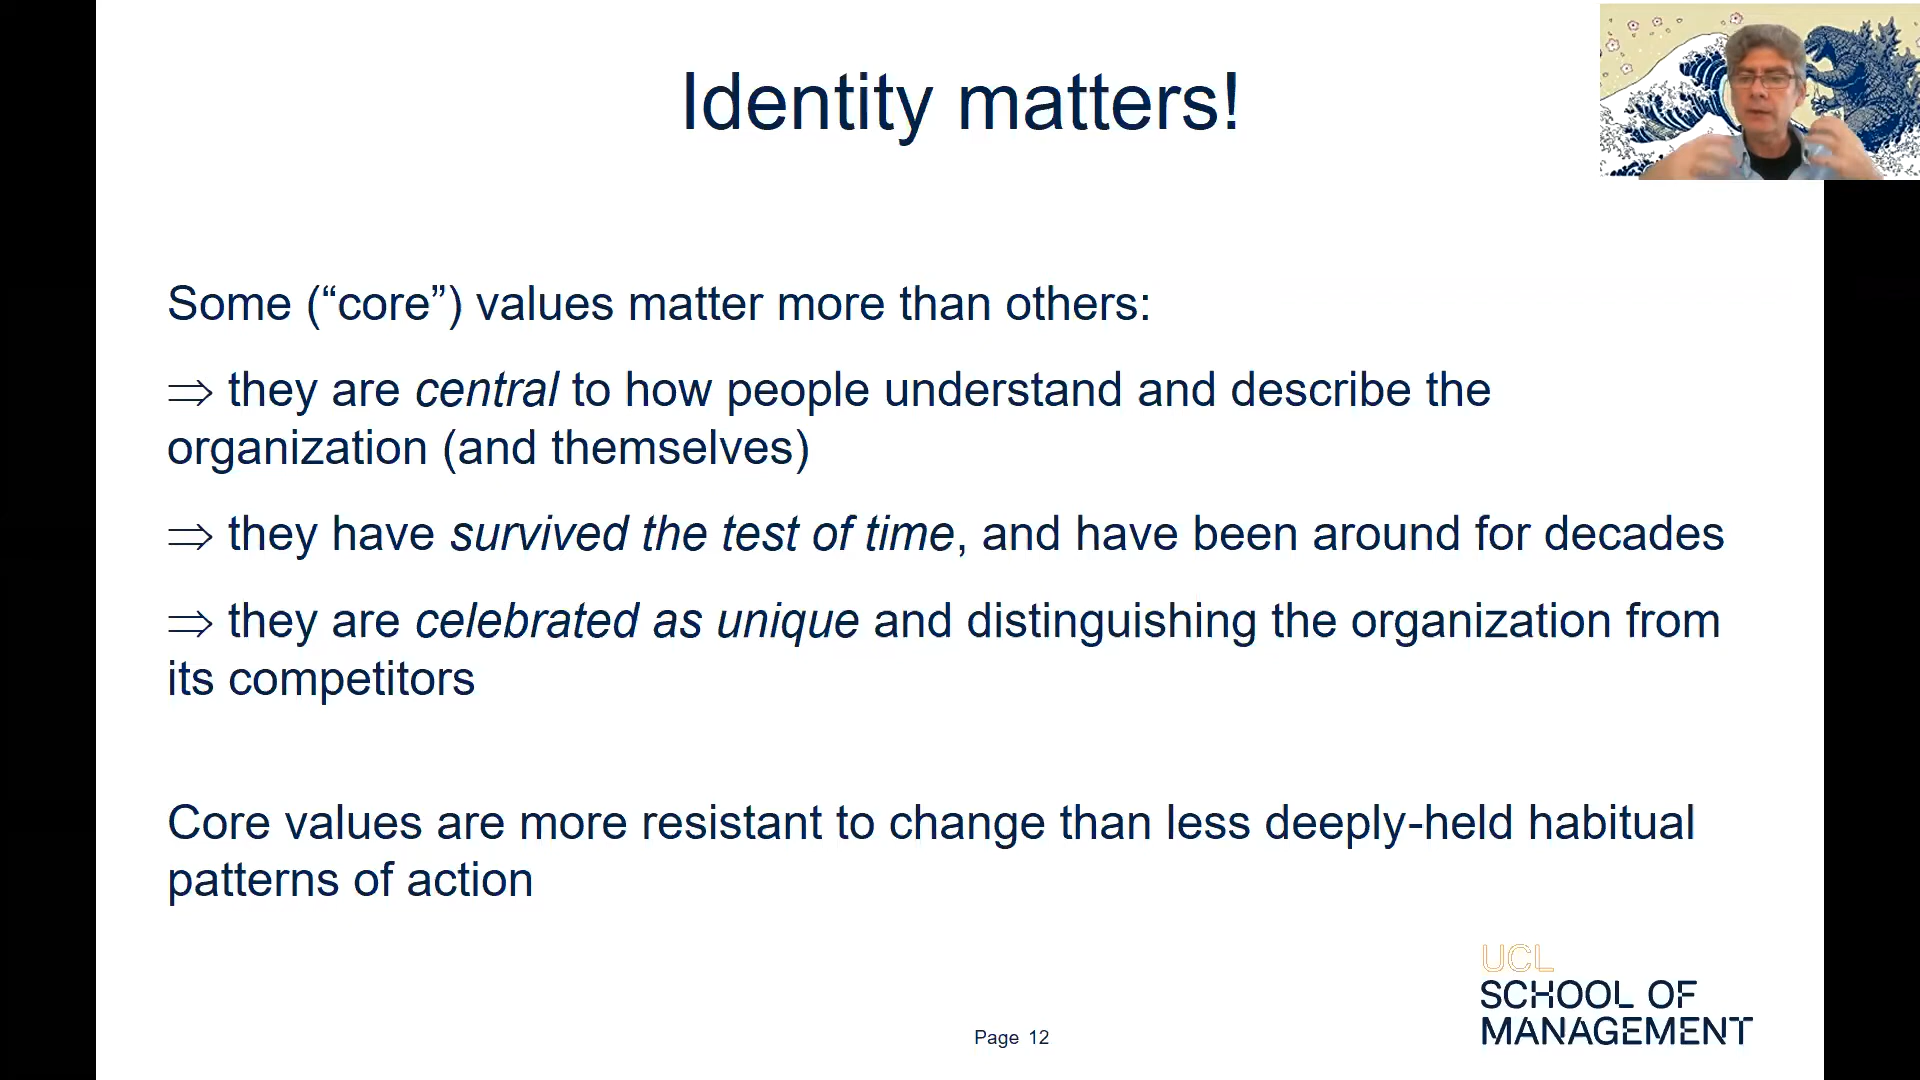 Identity matters!
Some (“core”) values matter more than others:
⇒ they are central to how people understand and describe the
organization (and themselves)
⇒ they have survived the test of time, and have been around for decades
⇒ they are celebrated as unique and distinguishing the organization from
its competitors
Core values are more resistant to change than less deeply-held habitual
patterns of action
UCL
SCHOOL OF
MANAGEMENT
Page 12